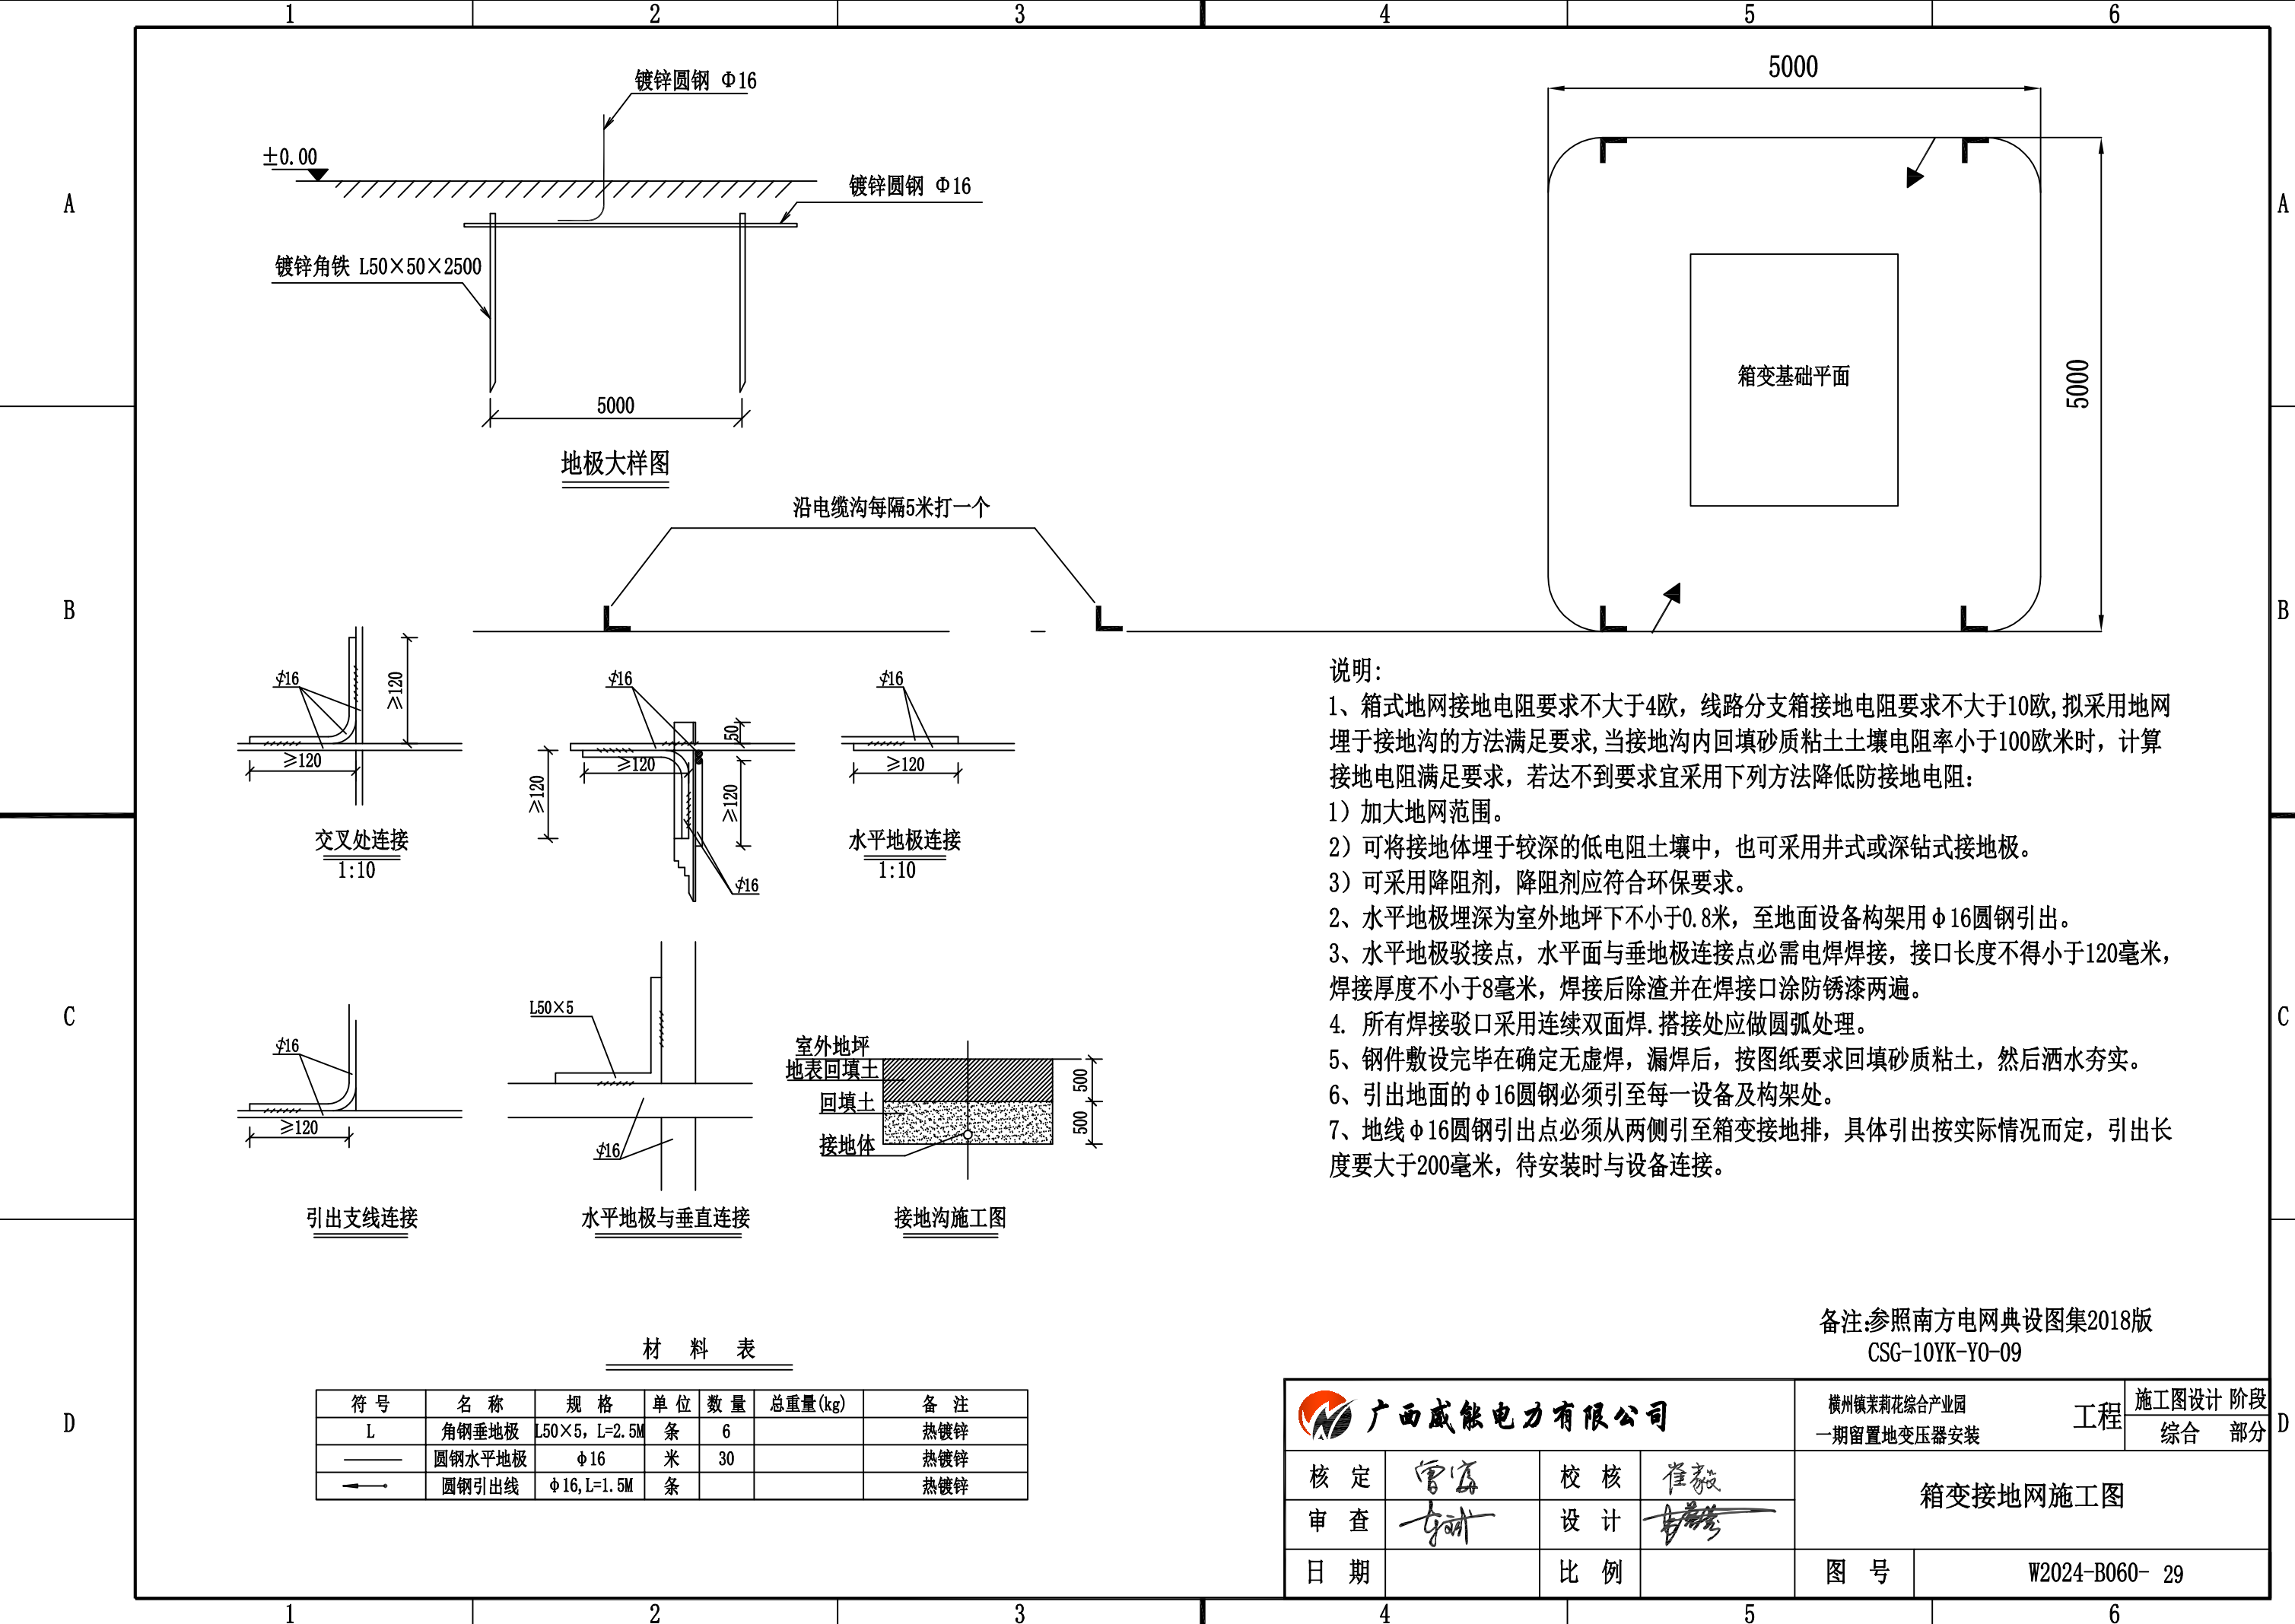 1 2 3 4 5 6
A A
B B
C C
D D
镀锌圆钢 Φ16
±0.00
镀锌圆钢 Φ16
镀锌角铁 L50×50×2500
5000
地极大样图
5000
5000
箱变基础平面
沿电缆沟每隔5米打一个
∮16
≥120
≥120
交叉处连接
1:10
∮16
50
≥120
≥120
≥120
∮16
∮16
≥120
水平地极连接
1:10
∮16
≥120
引出支线连接
L50×5
∮16
水平地极与垂直连接
室外地坪
地表回填土
回填土
接地体
500
500
接地沟施工图
说明:
1、箱式地网接地电阻要求不大于4欧，线路分支箱接地电阻要求不大于10欧,拟采用地网
埋于接地沟的方法满足要求,当接地沟内回填砂质粘土土壤电阻率小于100欧米时，计算
接地电阻满足要求，若达不到要求宜采用下列方法降低防接地电阻:
1）加大地网范围。
2）可将接地体埋于较深的低电阻土壤中，也可采用井式或深钻式接地极。
3）可采用降阻剂，降阻剂应符合环保要求。
2、水平地极埋深为室外地坪下不小于0.8米，至地面设备构架用φ16圆钢引出。
3、水平地极驳接点，水平面与垂地极连接点必需电焊焊接，接口长度不得小于120毫米，
焊接厚度不小于8毫米，焊接后除渣并在焊接口涂防锈漆两遍。
4. 所有焊接驳口采用连续双面焊.搭接处应做圆弧处理。
5、钢件敷设完毕在确定无虚焊，漏焊后，按图纸要求回填砂质粘土，然后洒水夯实。
6、引出地面的φ16圆钢必须引至每一设备及构架处。
7、地线φ16圆钢引出点必须从两侧引至箱变接地排，具体引出按实际情况而定，引出长
度要大于200毫米，待安装时与设备连接。
备注:参照南方电网典设图集2018版
CSG-10YK-YO-09
材 料 表
符 号 名 称 规 格 单 位 数 量 总重量(kg) 备 注
L 角钢垂地极 L50×5，L=2.5M 条 6 热镀锌
圆钢水平地极 φ16 米 30 热镀锌
圆钢引出线 φ16,L=1.5M 条 热镀锌
广西威能电力有限公司
横州镇茉莉花综合产业园
一期留置地变压器安装
工程
施工图设计 阶段
综合 部分
核 定 校 核
审 查 设 计
日 期 比 例
箱变接地网施工图
图 号 W2024-B060- 29
1 2 3 4 5 6